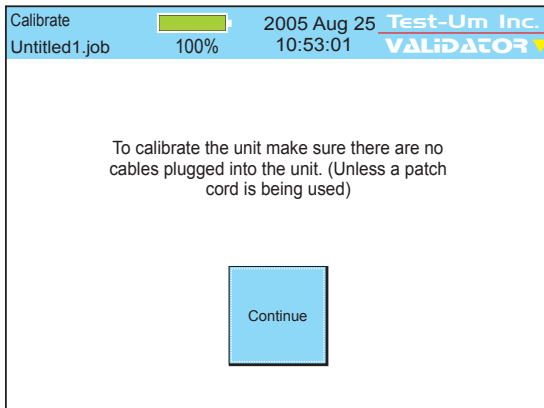 Calibrate
Untitled1.job
100%
2005 Aug 25
10:53:01
Test-Um Inc.
VALiDATOR
To calibrate the unit make sure there are no
cables plugged into the unit. (Unless a patch
cord is being used)
Continue